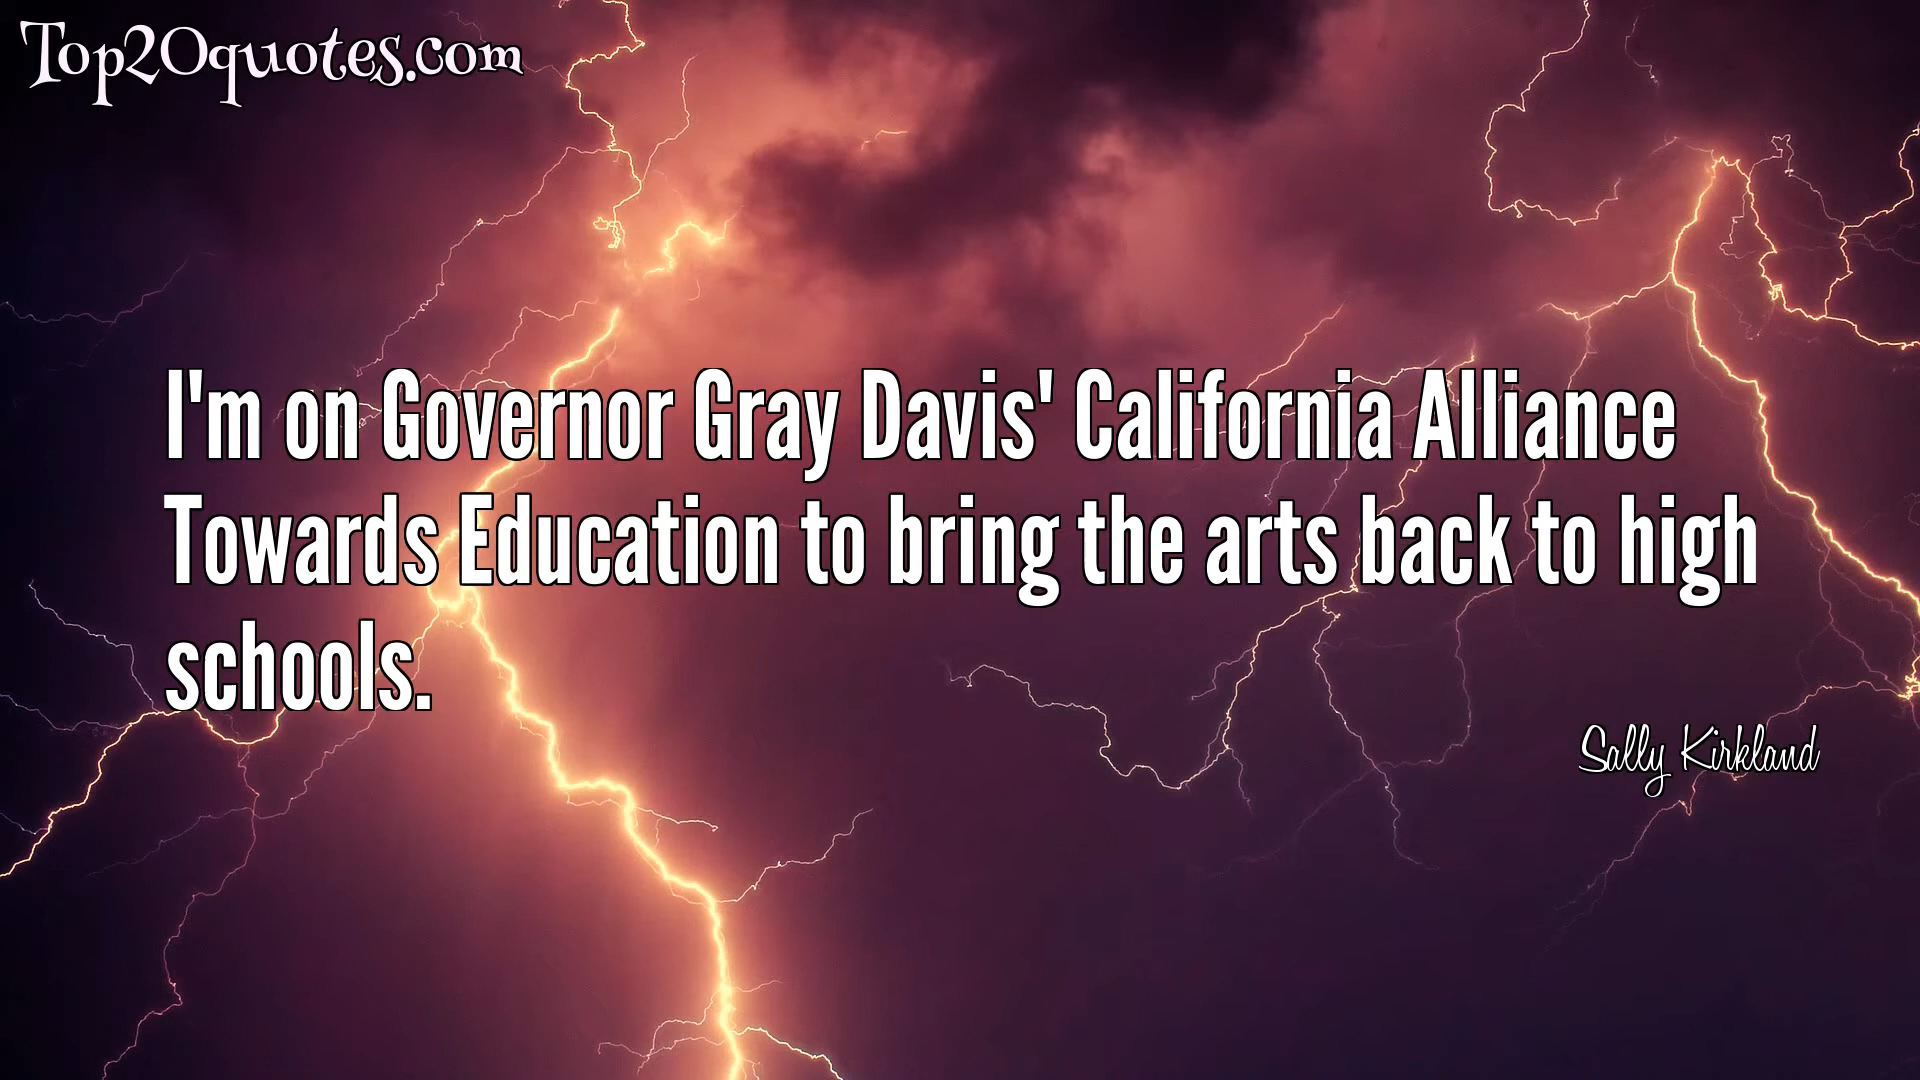 Top20quotes.com
I'm on Governor Gray Davis' California Alliance
Towards Education to bring the arts back to high
schools.
Sally Kirkland